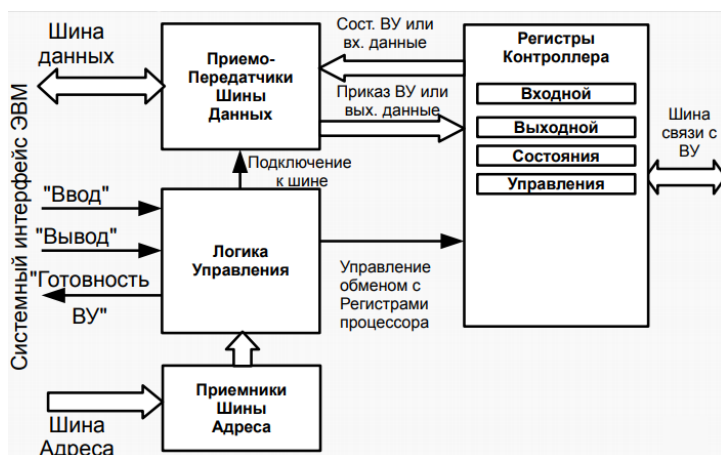 Системный интерфейс ЭВМ
Шина
данных
Приемо-
Передатчики
Шины
Данных
Сост. ВУ или
вх. данные
Приказ ВУ или
вых. данные
Регистры
Контроллера
Входной
Выходной
Состояния
Управления
Шина
связи с
ВУ
Подключение
к шине
"Ввод"
"Вывод"
"Готовность
ВУ"
Логика
Управления
Управление
обменом с
Регистрами
процессора
Шина
Адреса
Приемники
Шины
Адреса